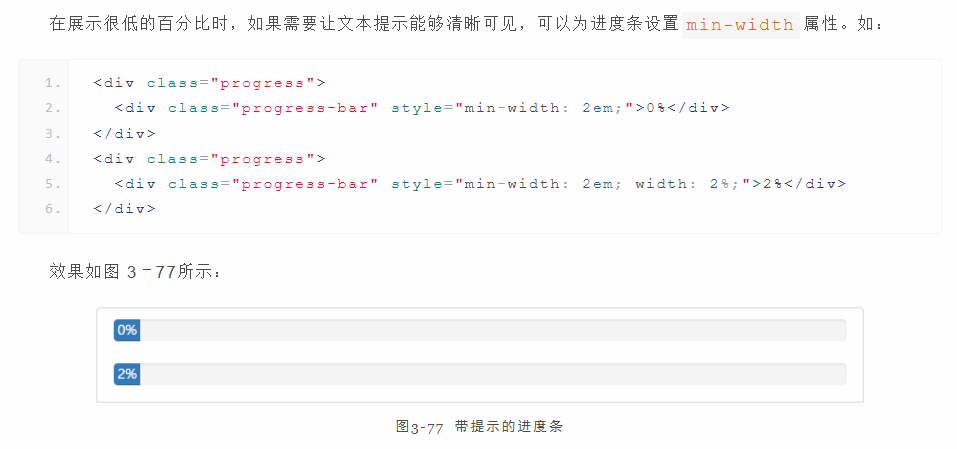 在展示很低的百分比时，如果需要让文本提示能够清晰可见，可以为进度条设置 min-width 属性。如：
1. <div class="progress">
2.   <div class="progress-bar" style="min-width: 2em;">0%</div>
3. </div>
4. <div class="progress">
5.   <div class="progress-bar" style="min-width: 2em; width: 2%;">2%</div>
6. </div>
效果如图 3-77所示：
0%
2%
图3-77 带提示的进度条